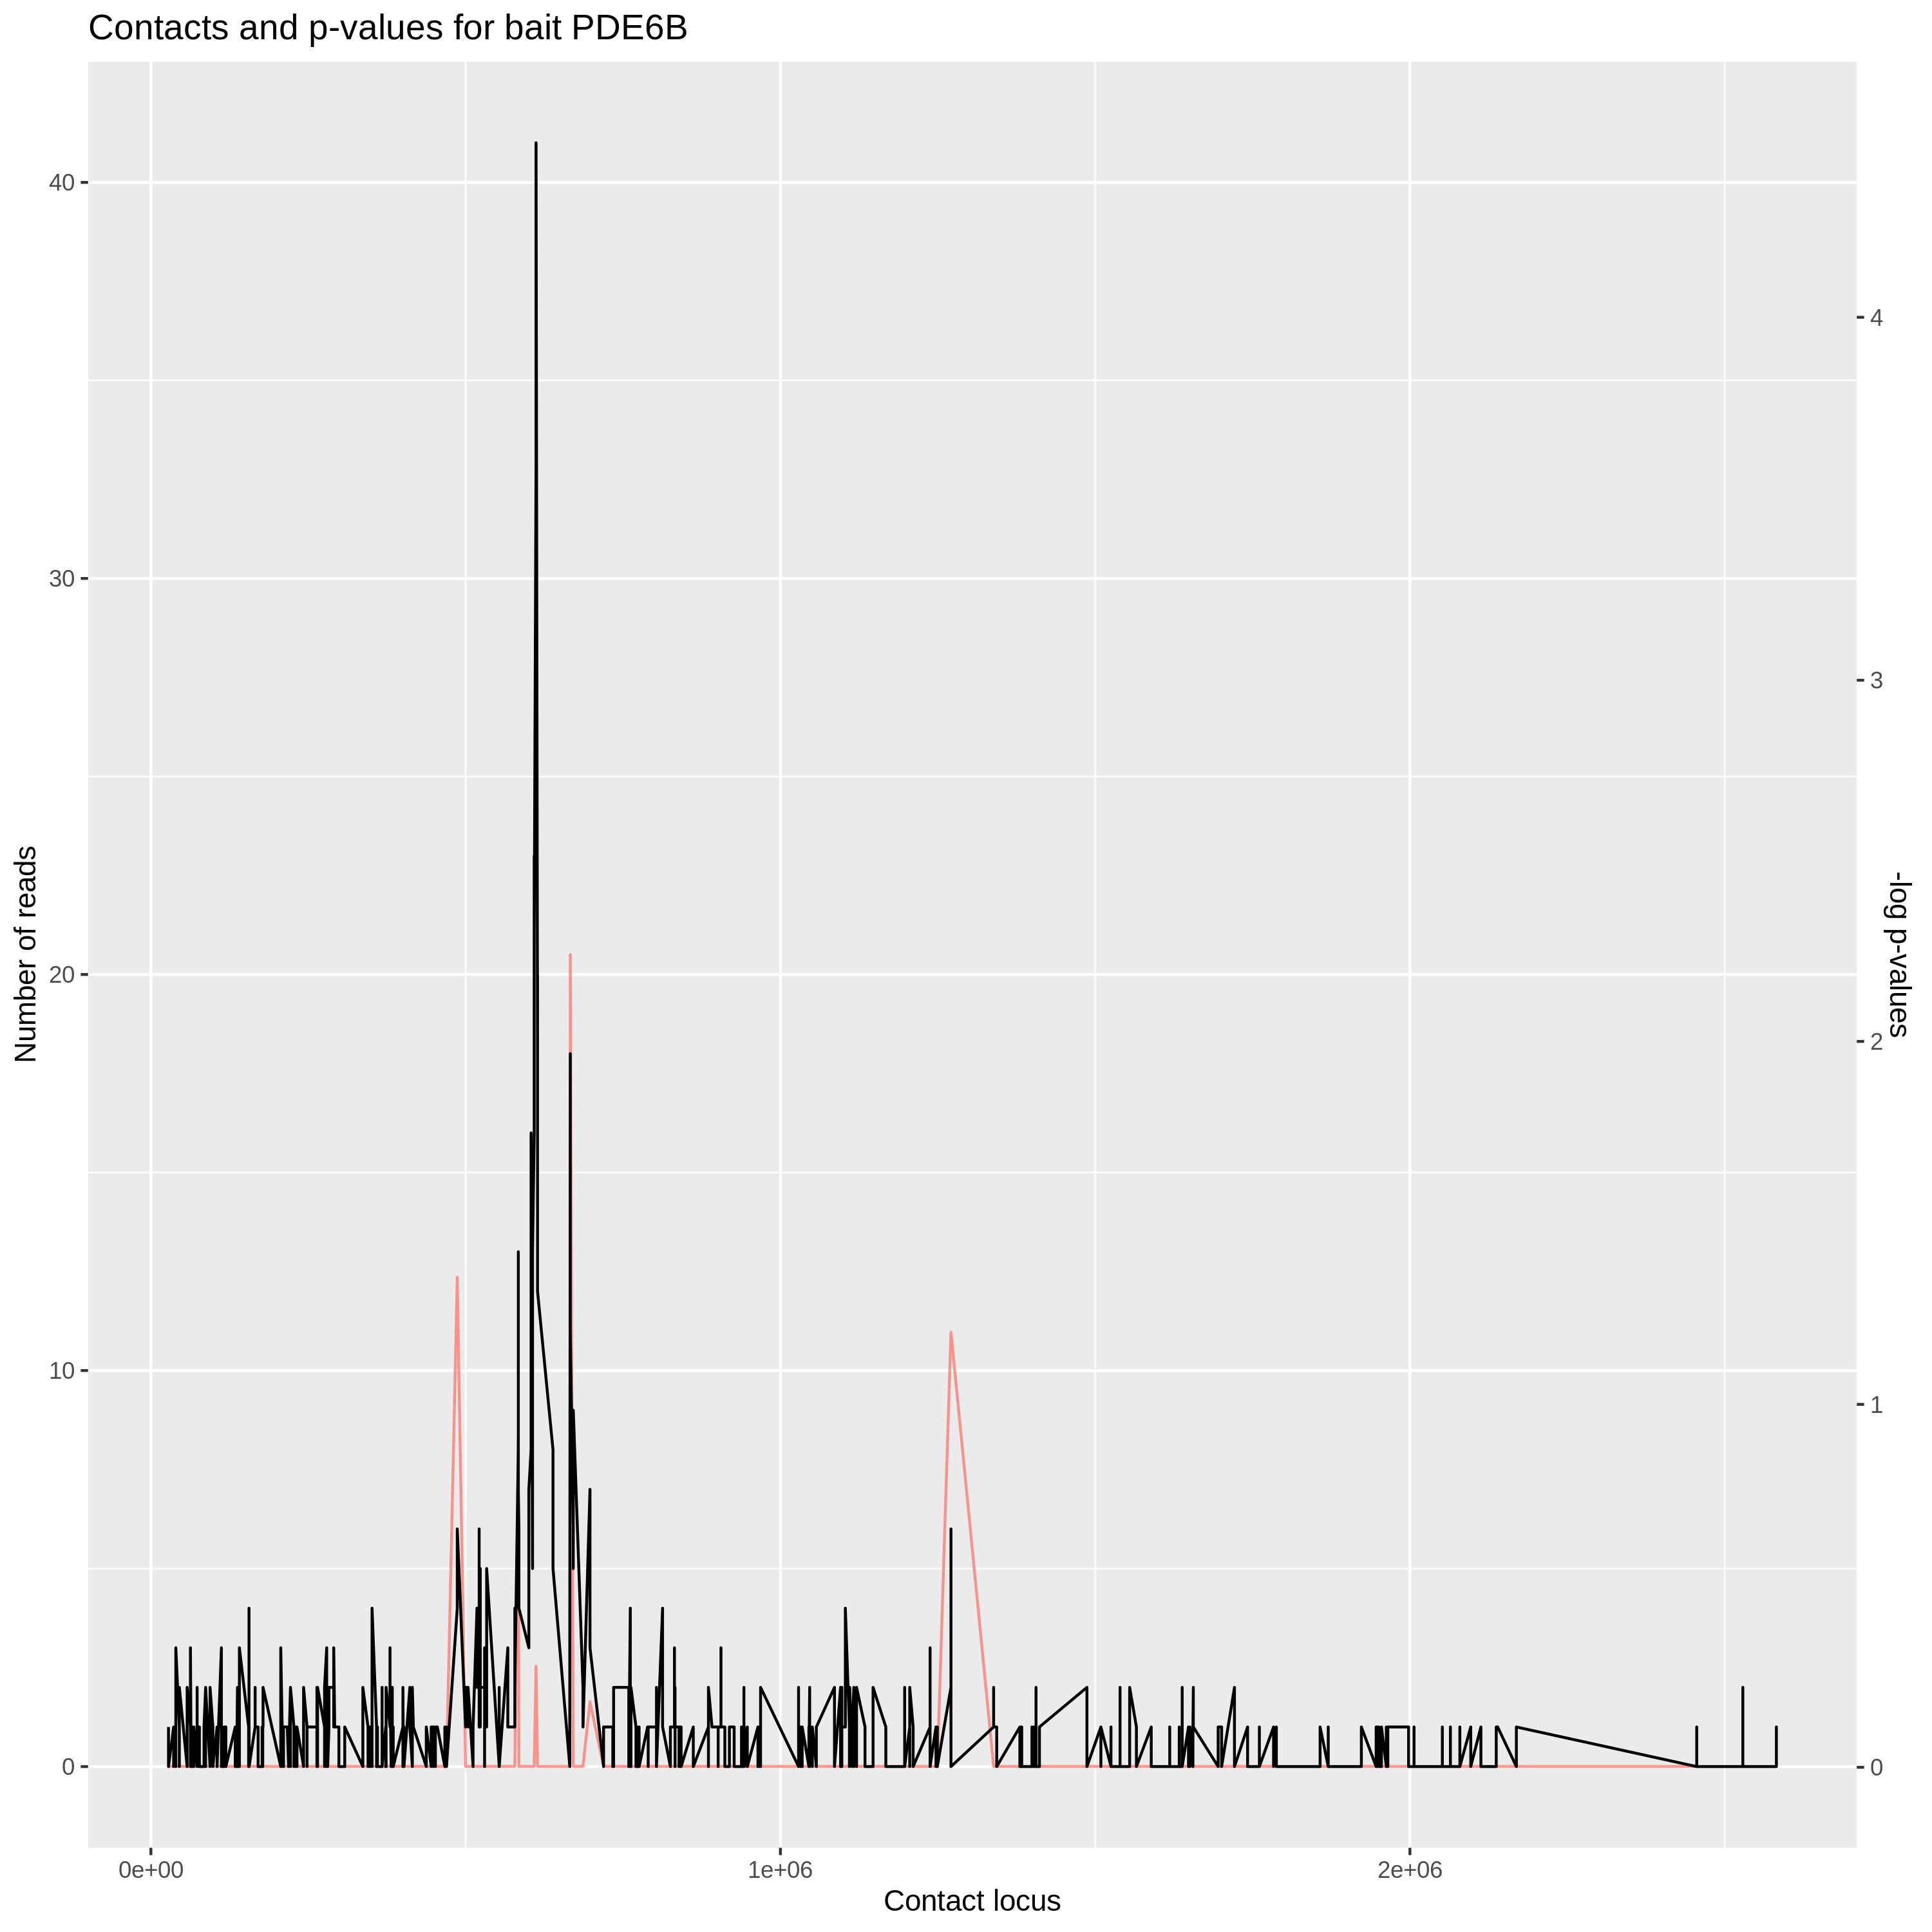 Contacts and p-values for bait PDE6B
40
30
20
10
0
Number of reads
4
3
2
1
0
-log p-values
0e+00
1e+06
2e+06
Contact locus